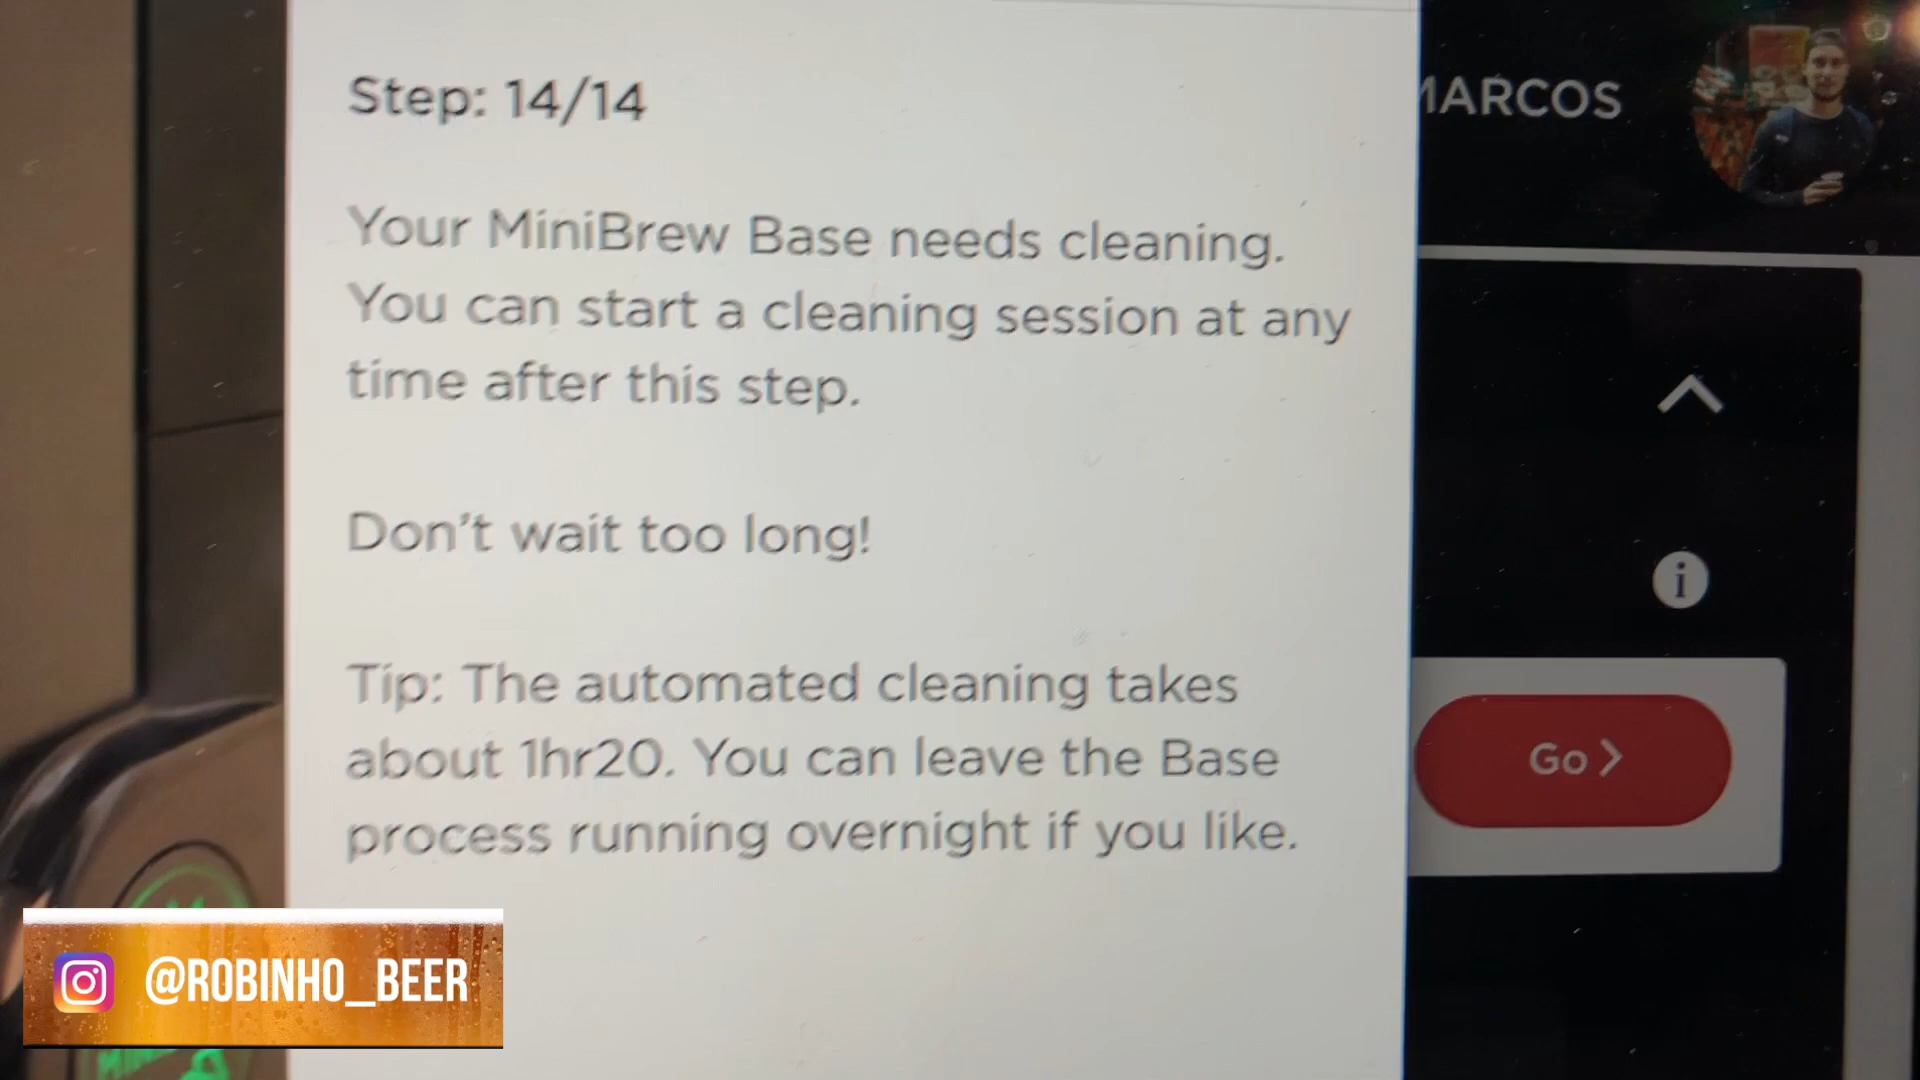 Step: 14/14
MARCOS
Your MiniBrew Base needs cleaning.
You can start a cleaning session at any
time after this step.
Don't wait too long!
Tip: The automated cleaning takes
about 1hr20. You can leave the Base
process running overnight if you like.
Go
@ROBINHO_BEER